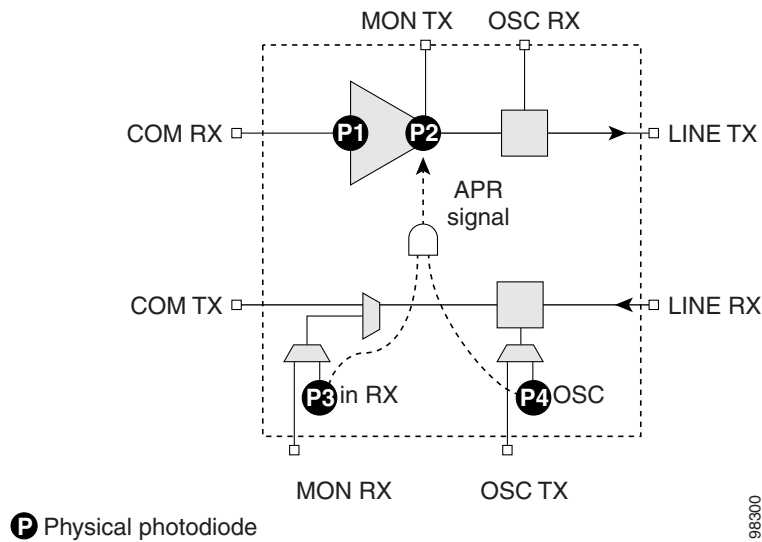 MON TX
OSC RX
COM RX
P1
P2
LINE TX
APR
signal
COM TX
LINE RX
P3 in RX
P4 OSC
MON RX
OSC TX
P Physical photodiode
98300